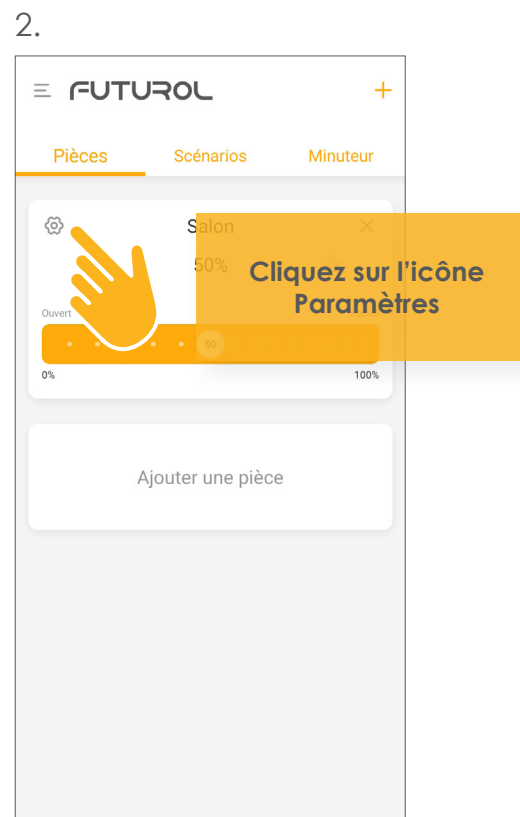 2.
FUTUROL +
Pièces Scénarios Minuteur
Salon
50%
Cliquez sur l’icône
Paramètres
Ouvert
50
0% 100%
Ajouter une pièce